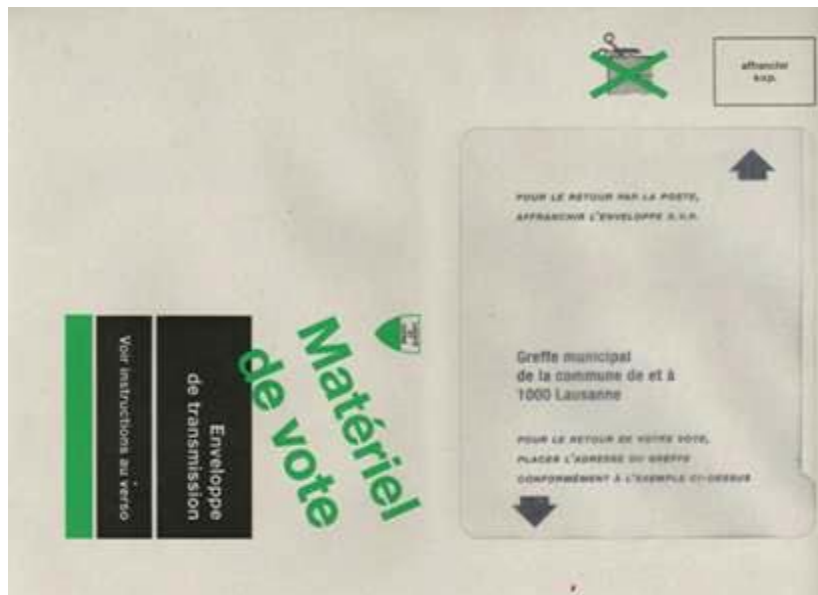 affranchir
s.v.p.
POUR LE RETOUR PAR LA POSTE,
AFFRANCHIR L'ENVELOPPE S.V.P.
Greffe municipal
de la commune de et à
1000 Lausanne
POUR LE RETOUR DE VOTRE VOTE,
PLACER L'ADRESSE DU GREFFE
CONFORMÉMENT À L'EXEMPLE CI-DESSUS
Matériel
de vote
Enveloppe
de transmission
Voir instructions au verso